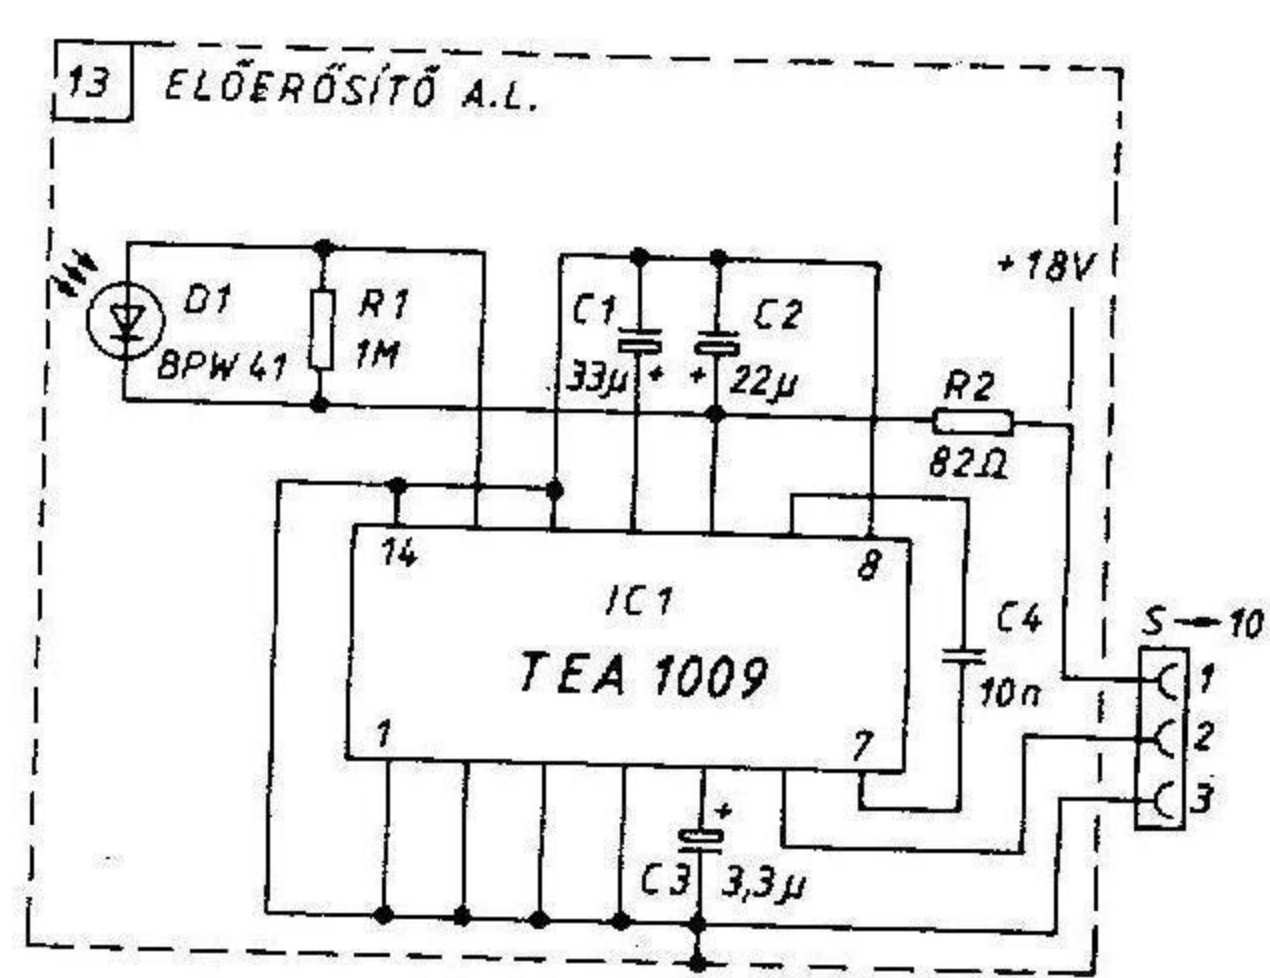 13 ELŐERŐSÍTŐ A.L.
+18V
D1
BPW 41
R1
1M
C1
33µ +
C2
+ 22µ
R2
82Ω
14
8
IC1
TEA 1009
1
7
C4
10n
S → 10
1
2
3
+
C3 3,3µ